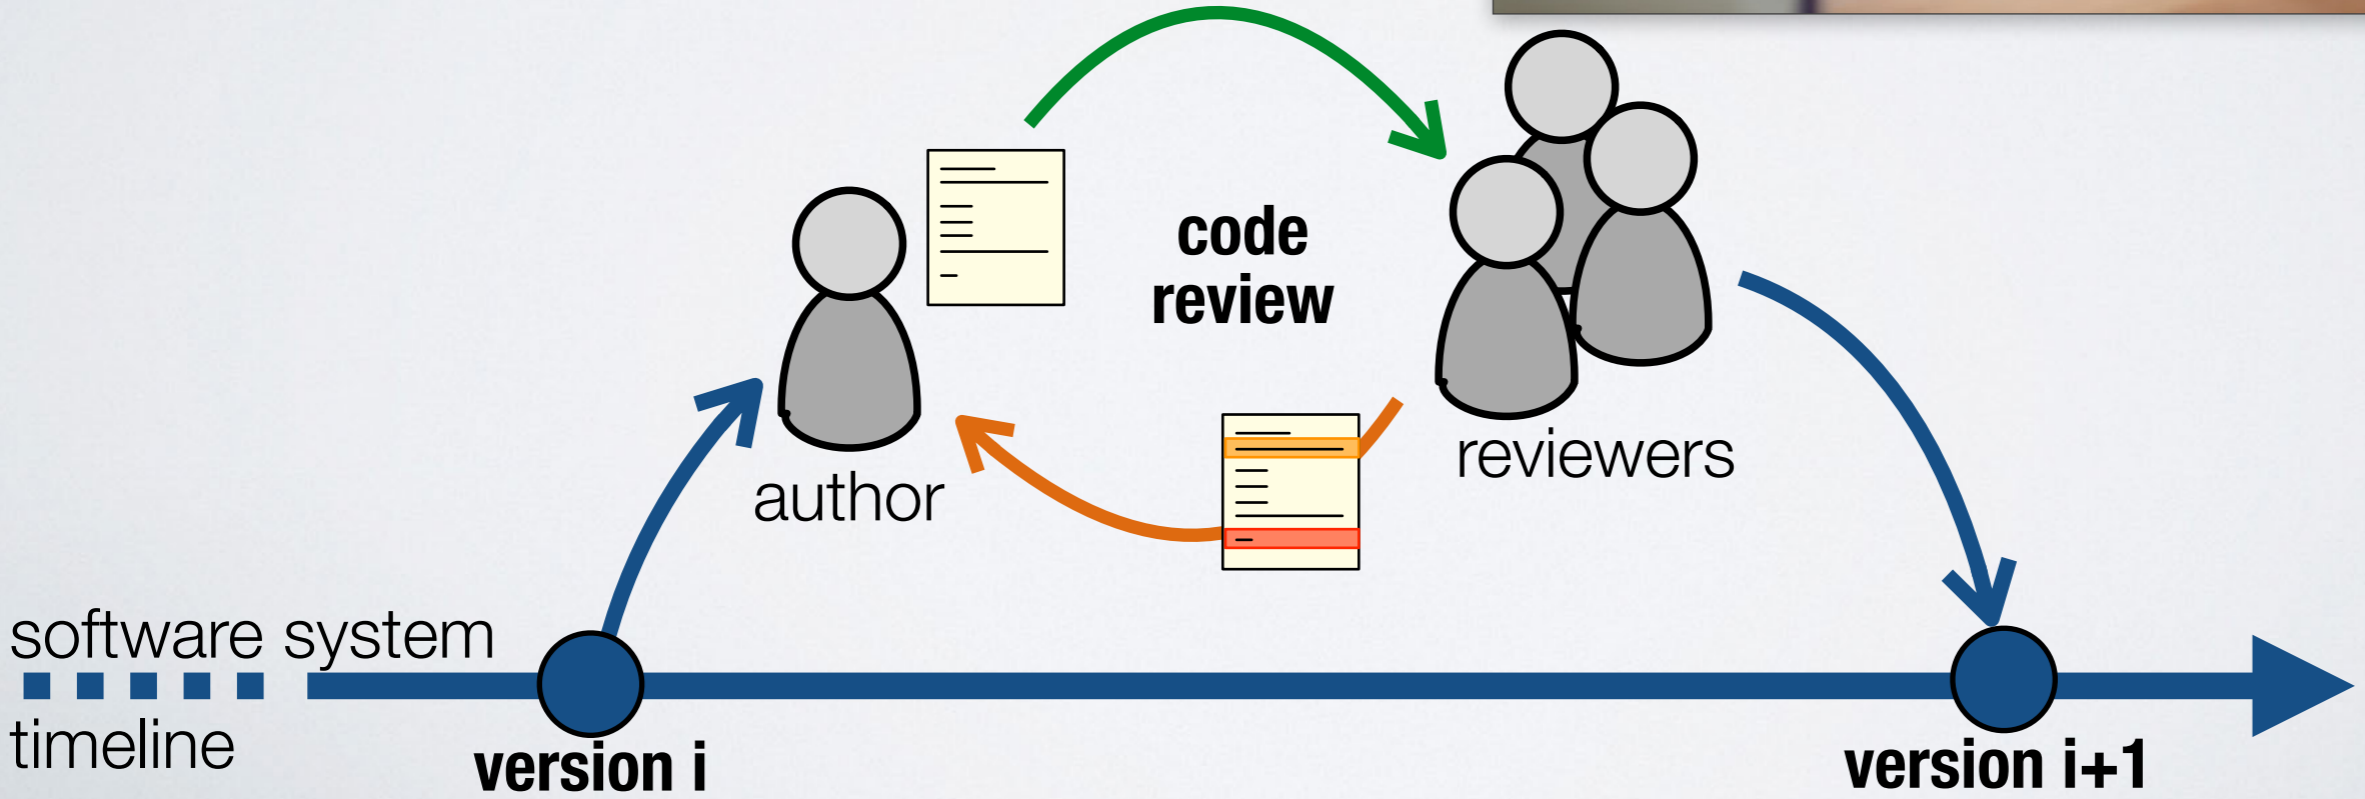 code
review
reviewers
author
software system
timeline
version i
version i+1